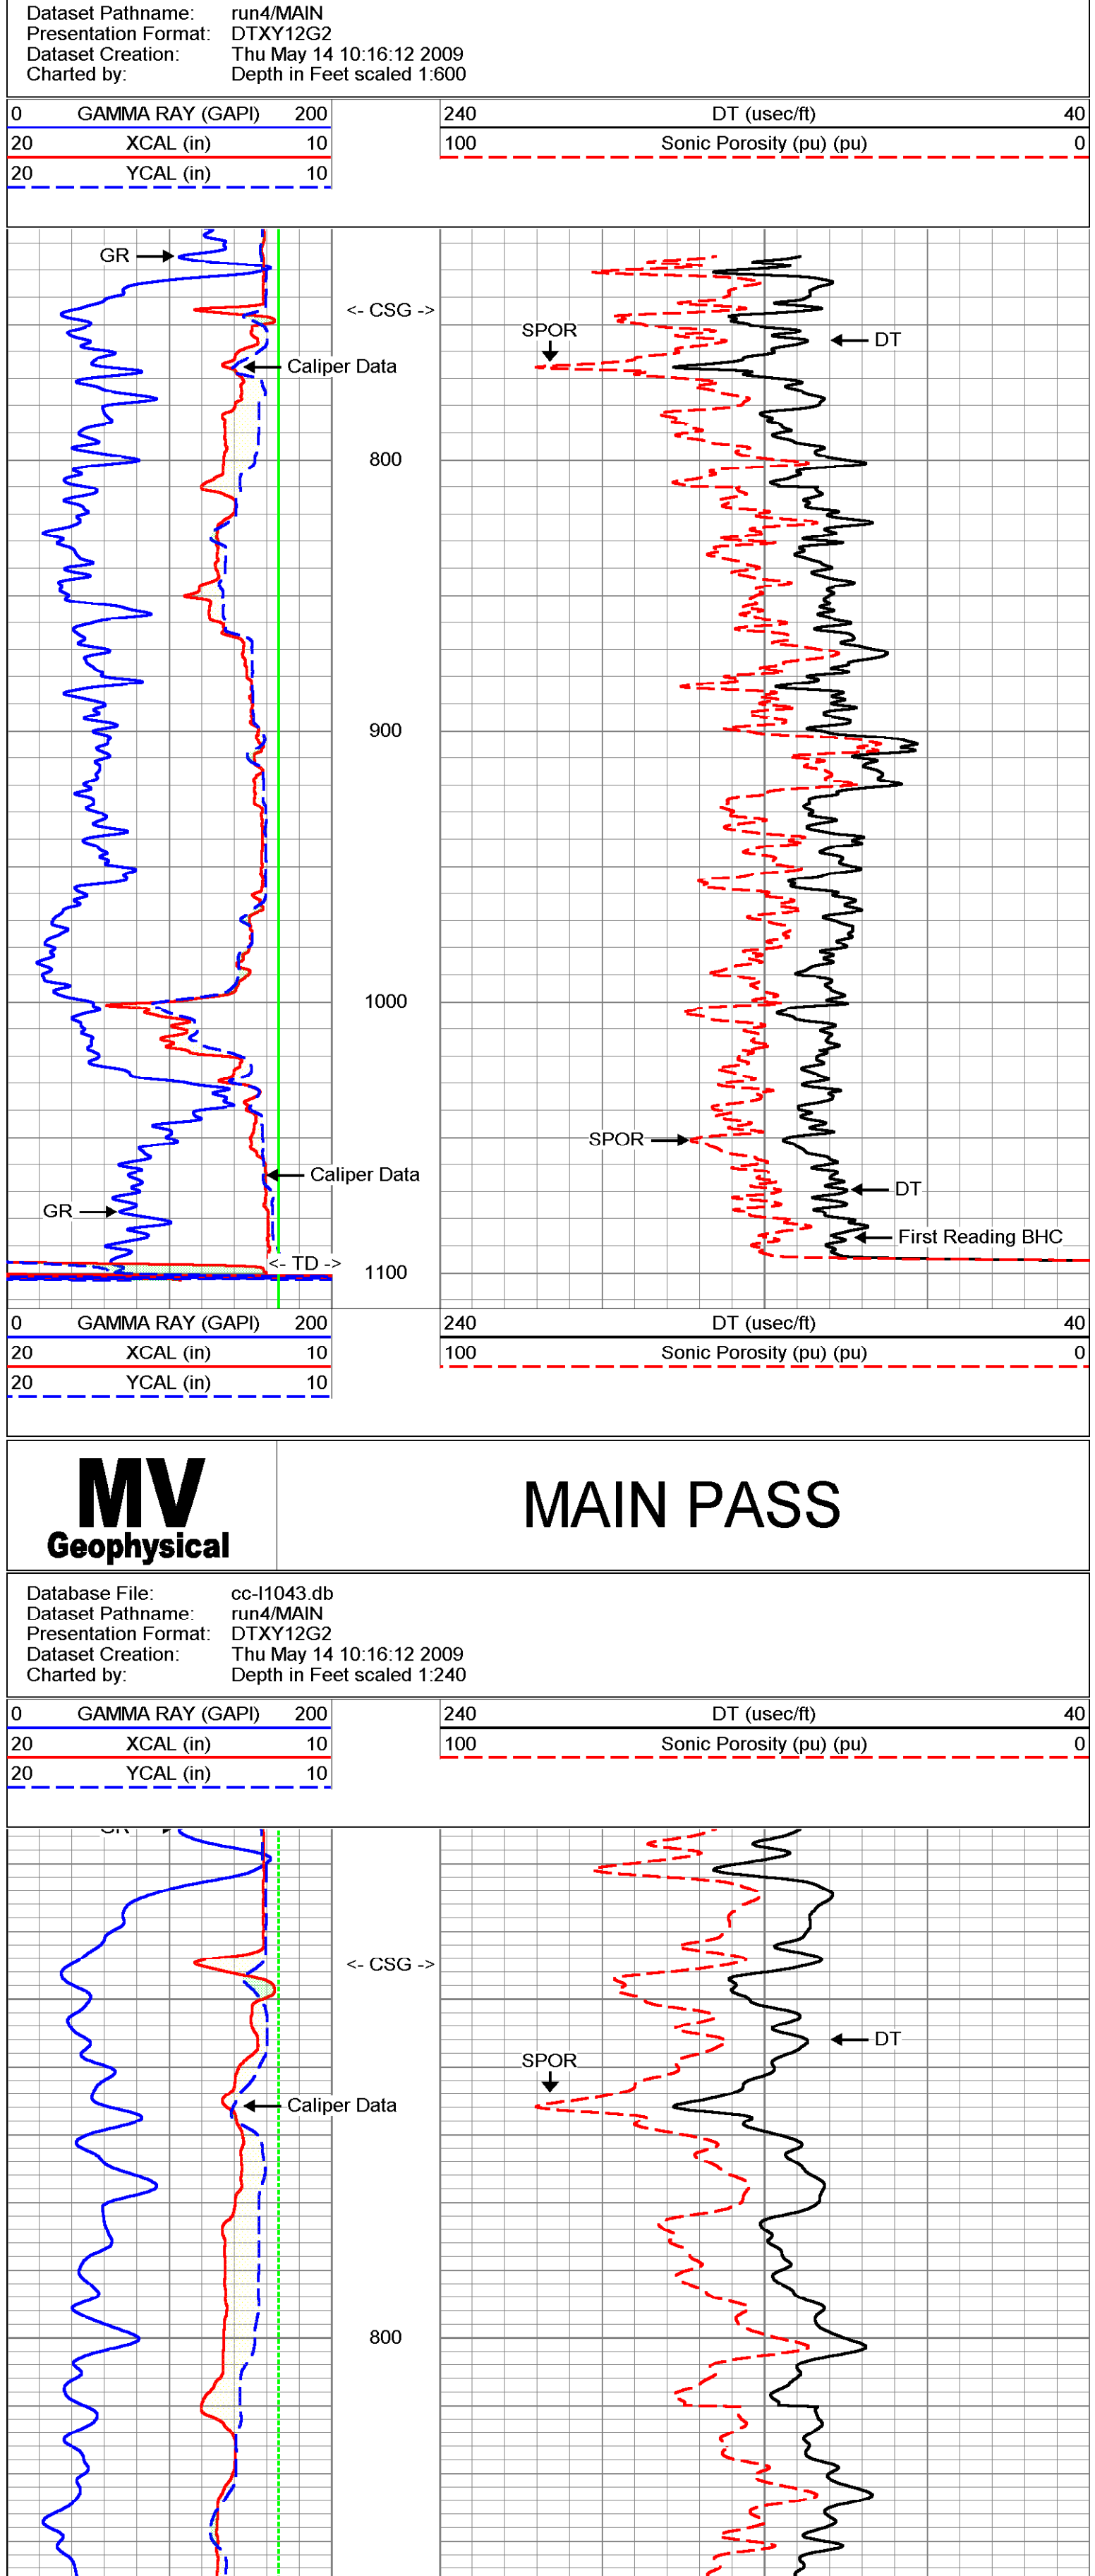 Dataset Pathname: run4/MAIN
Presentation Format: DTXY12G2
Dataset Creation: Thu May 14 10:16:12 2009
Charted by: Depth in Feet scaled 1:600
0 GAMMA RAY (GAPI) 200 240 DT (usec/ft) 40
20 XCAL (in) 10 100 Sonic Porosity (pu) (pu) 0
20 YCAL (in) 10
GR
<- CSG ->
SPOR
DT
Caliper Data
800
900
1000
SPOR
Caliper Data
DT
GR
First Reading BHC
<- TD ->
1100
0 GAMMA RAY (GAPI) 200 240 DT (usec/ft) 40
20 XCAL (in) 10 100 Sonic Porosity (pu) (pu) 0
20 YCAL (in) 10
MV
Geophysical
MAIN PASS
Database File: cc-l1043.db
Dataset Pathname: run4/MAIN
Presentation Format: DTXY12G2
Dataset Creation: Thu May 14 10:16:12 2009
Charted by: Depth in Feet scaled 1:240
0 GAMMA RAY (GAPI) 200 240 DT (usec/ft) 40
20 XCAL (in) 10 100 Sonic Porosity (pu) (pu) 0
20 YCAL (in) 10
GR
<- CSG ->
DT
SPOR
Caliper Data
800